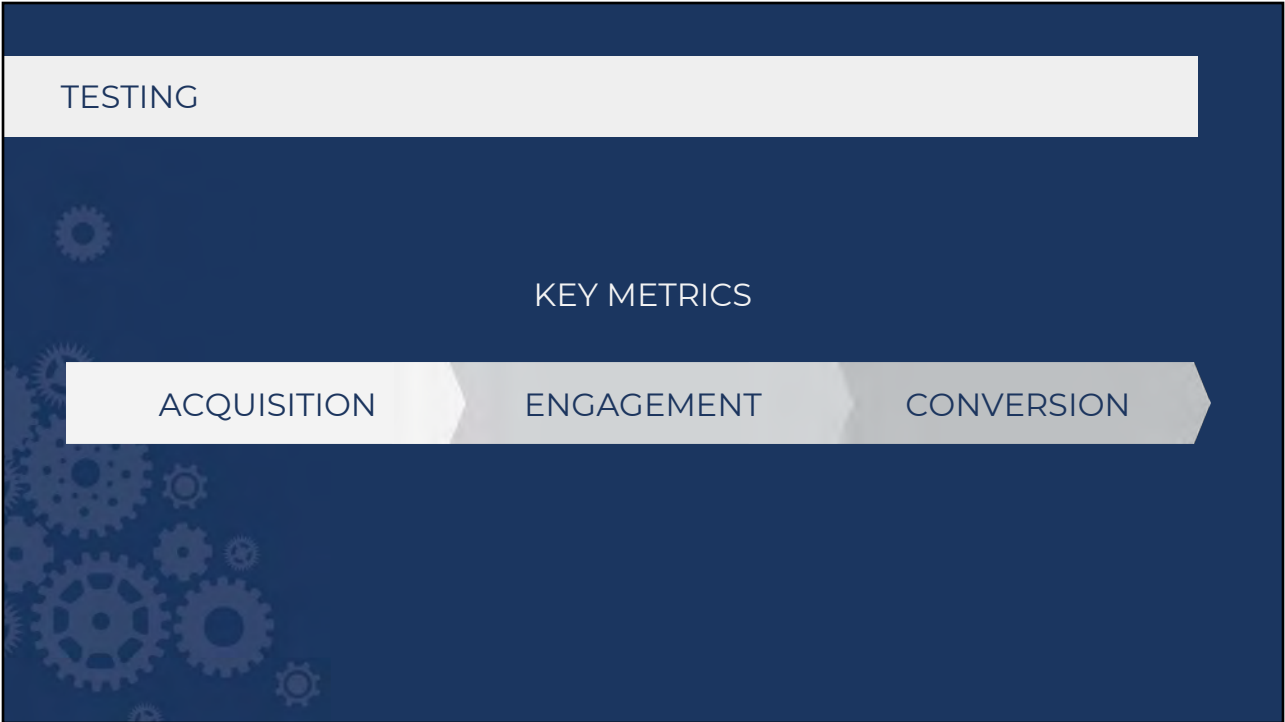 TESTING
KEY METRICS
ACQUISITION
ENGAGEMENT
CONVERSION